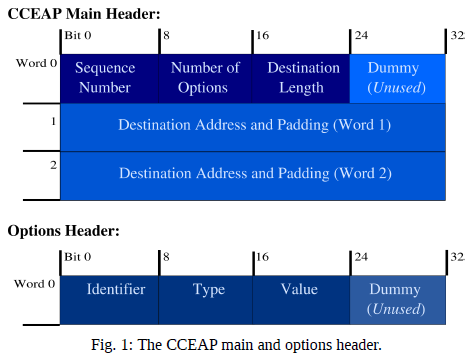 CCEAP Main Header:
Bit 0 8 16 24 32
Word 0 Sequence Number Number of Options Destination Length Dummy (Unused)
1 Destination Address and Padding (Word 1)
2 Destination Address and Padding (Word 2)
Options Header:
Bit 0 8 16 24 32
Word 0 Identifier Type Value Dummy (Unused)
Fig. 1: The CCEAP main and options header.